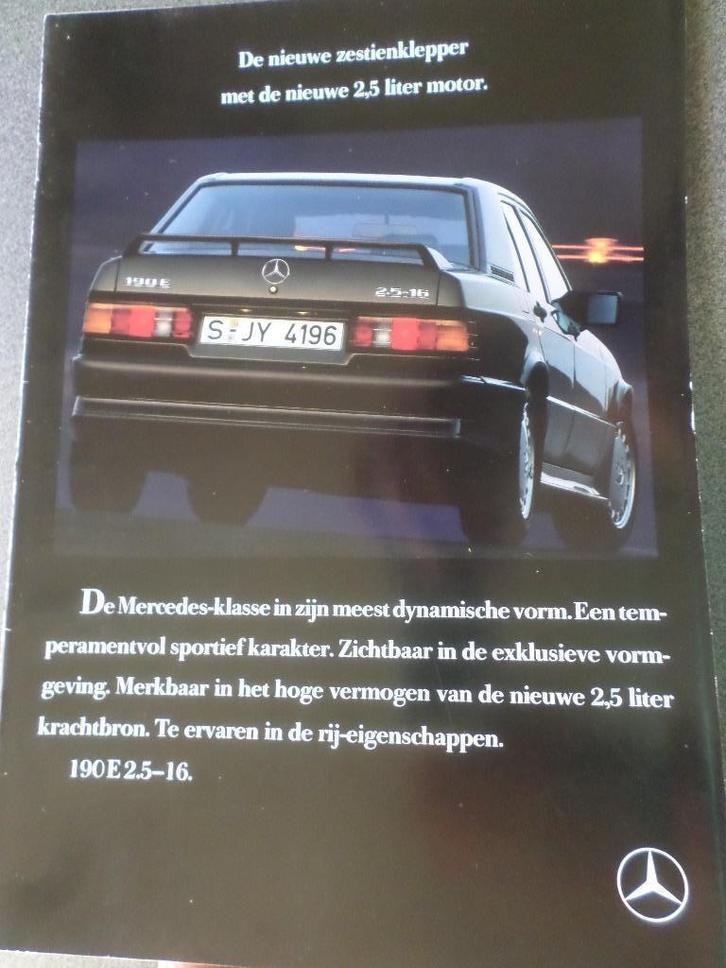 De nieuwe zestienklepper
met de nieuwe 2,5 liter motor.
190 E
2.5-16
S-JY 4196
De Mercedes-klasse in zijn meest dynamische vorm. Een tem-
peramentvol sportief karakter. Zichtbaar in de exklusieve vorm-
geving. Merkbaar in het hoge vermogen van de nieuwe 2,5 liter
krachtbron. Te ervaren in de rij-eigenschappen.
190 E 2.5-16.